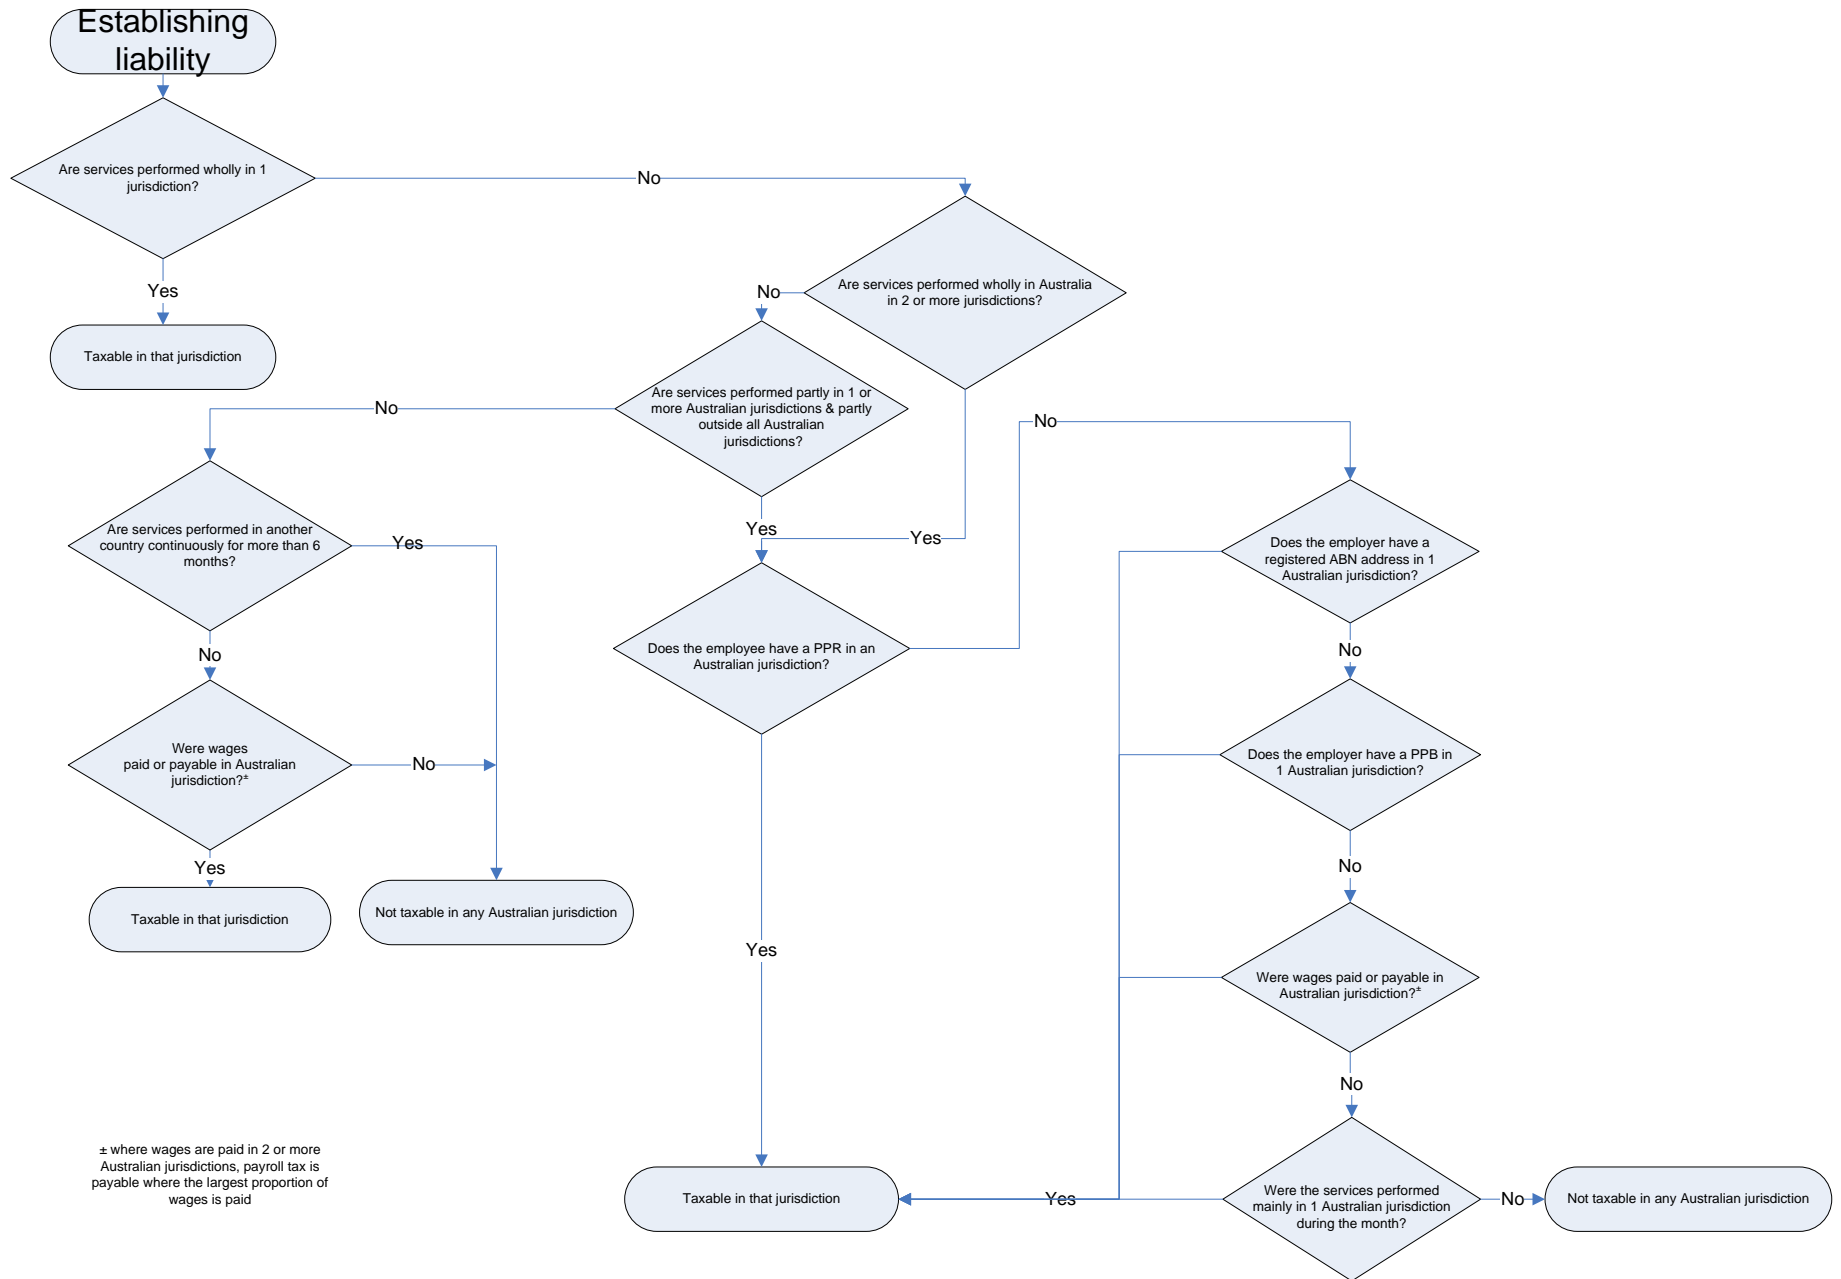 Establishing
liability
Are services performed wholly in 1
jurisdiction?
No
Yes
Taxable in that jurisdiction
Are services performed wholly in Australia
in 2 or more jurisdictions?
No
Are services performed partly in 1 or
more Australian jurisdictions & partly
outside all Australian
jurisdictions?
No
Yes
Yes
Are services performed in another
country continuously for more than 6
months?
Yes
No
Were wages
paid or payable in Australian
jurisdiction?±
No
Yes
Taxable in that jurisdiction
Not taxable in any Australian jurisdiction
Does the employee have a PPR in an
Australian jurisdiction?
No
Yes
Does the employer have a
registered ABN address in 1
Australian jurisdiction?
No
Does the employer have a PPB in
1 Australian jurisdiction?
No
Were wages paid or payable in
Australian jurisdiction?±
No
Were the services performed
mainly in 1 Australian jurisdiction
during the month?
Yes
No
Taxable in that jurisdiction
Not taxable in any Australian jurisdiction
± where wages are paid in 2 or more
Australian jurisdictions, payroll tax is
payable where the largest proportion of
wages is paid